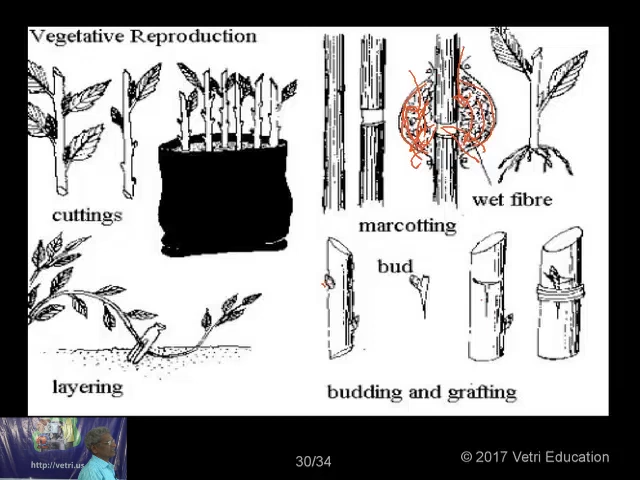 Vegetative Reproduction
cuttings
wet fibre
marcotting
bud
layering
budding and grafting
http://vetri.us
30/34
© 2017 Vetri Education